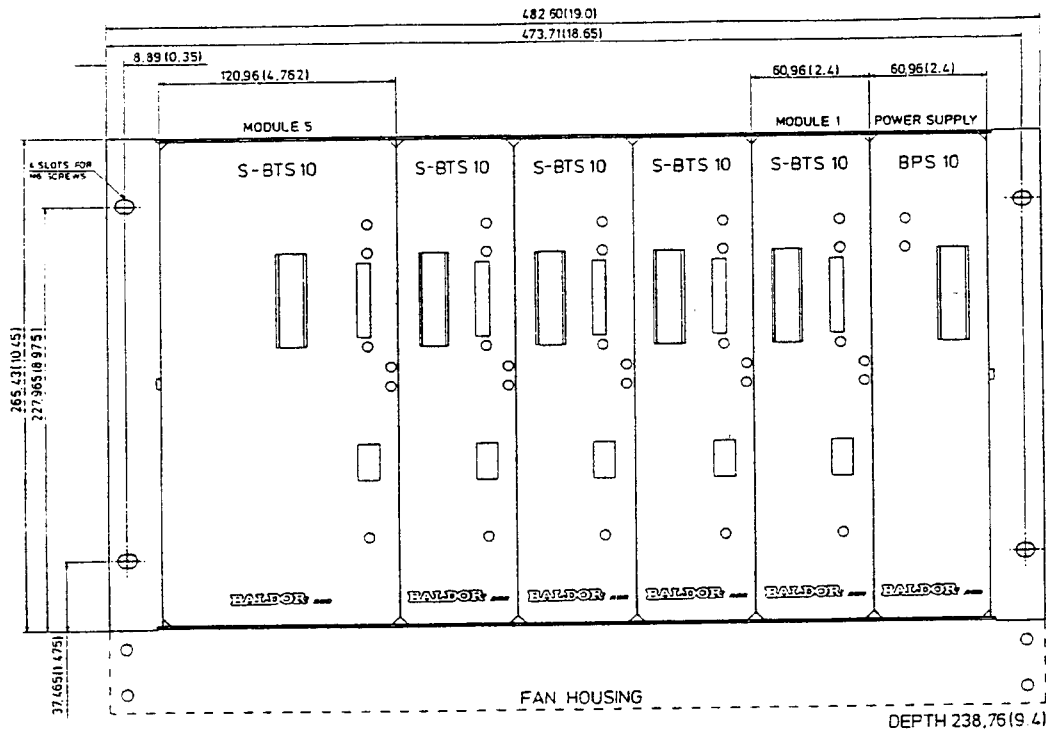 482.60(19.0)
473.71(18.65)
8.89(0.35)
120,96(4,762)
60,96(2.4)
60,96(2.4)
MODULE 5
MODULE 1
POWER SUPPLY
4 SLOTS FOR
M6 SCREWS
S-BTS 10
S-BTS 10
S-BTS 10
S-BTS 10
S-BTS 10
BPS 10
265.43(10.45)
227,965(8.975)
37.465(1.475)
BALDOR
BALDOR
BALDOR
BALDOR
BALDOR
BALDOR
FAN HOUSING
DEPTH 238,76(9.4)